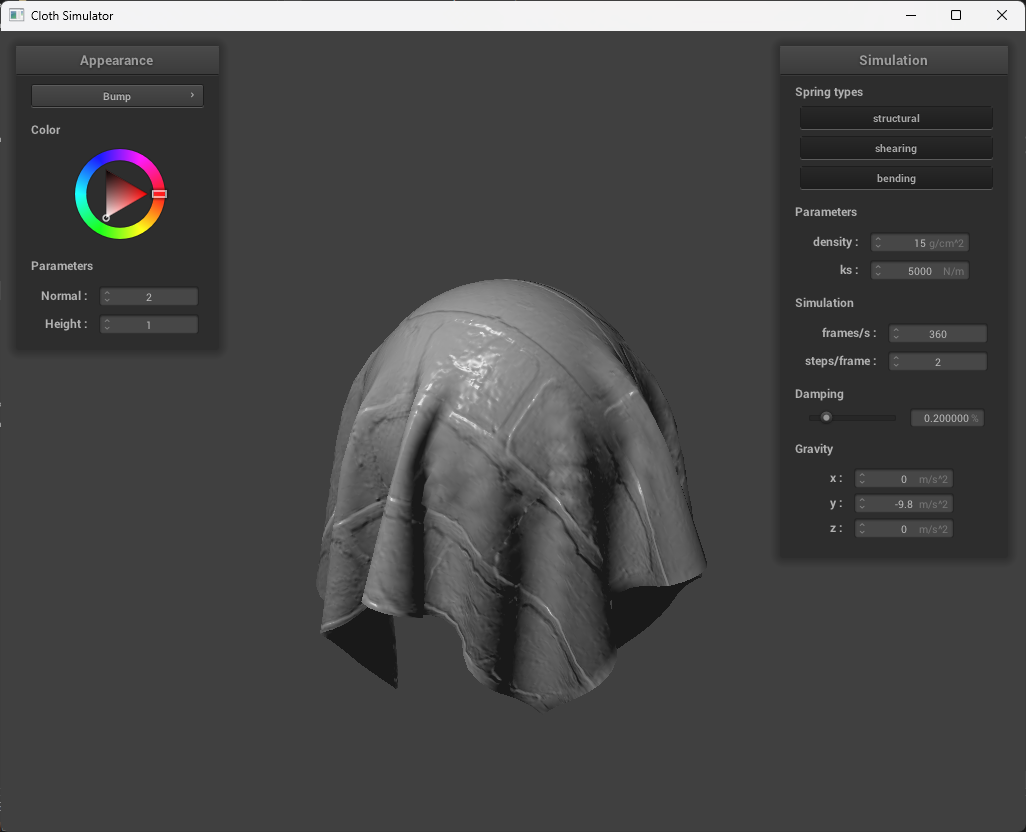 Cloth Simulator
Appearance
Bump
Color
Parameters
Normal : 2
Height : 1
Simulation
Spring types
structural
shearing
bending
Parameters
density : 15 g/cm^2
ks : 5000 N/m
Simulation
frames/s : 360
steps/frame : 2
Damping
0.200000 %
Gravity
x : 0 m/s^2
y : -9.8 m/s^2
z : 0 m/s^2